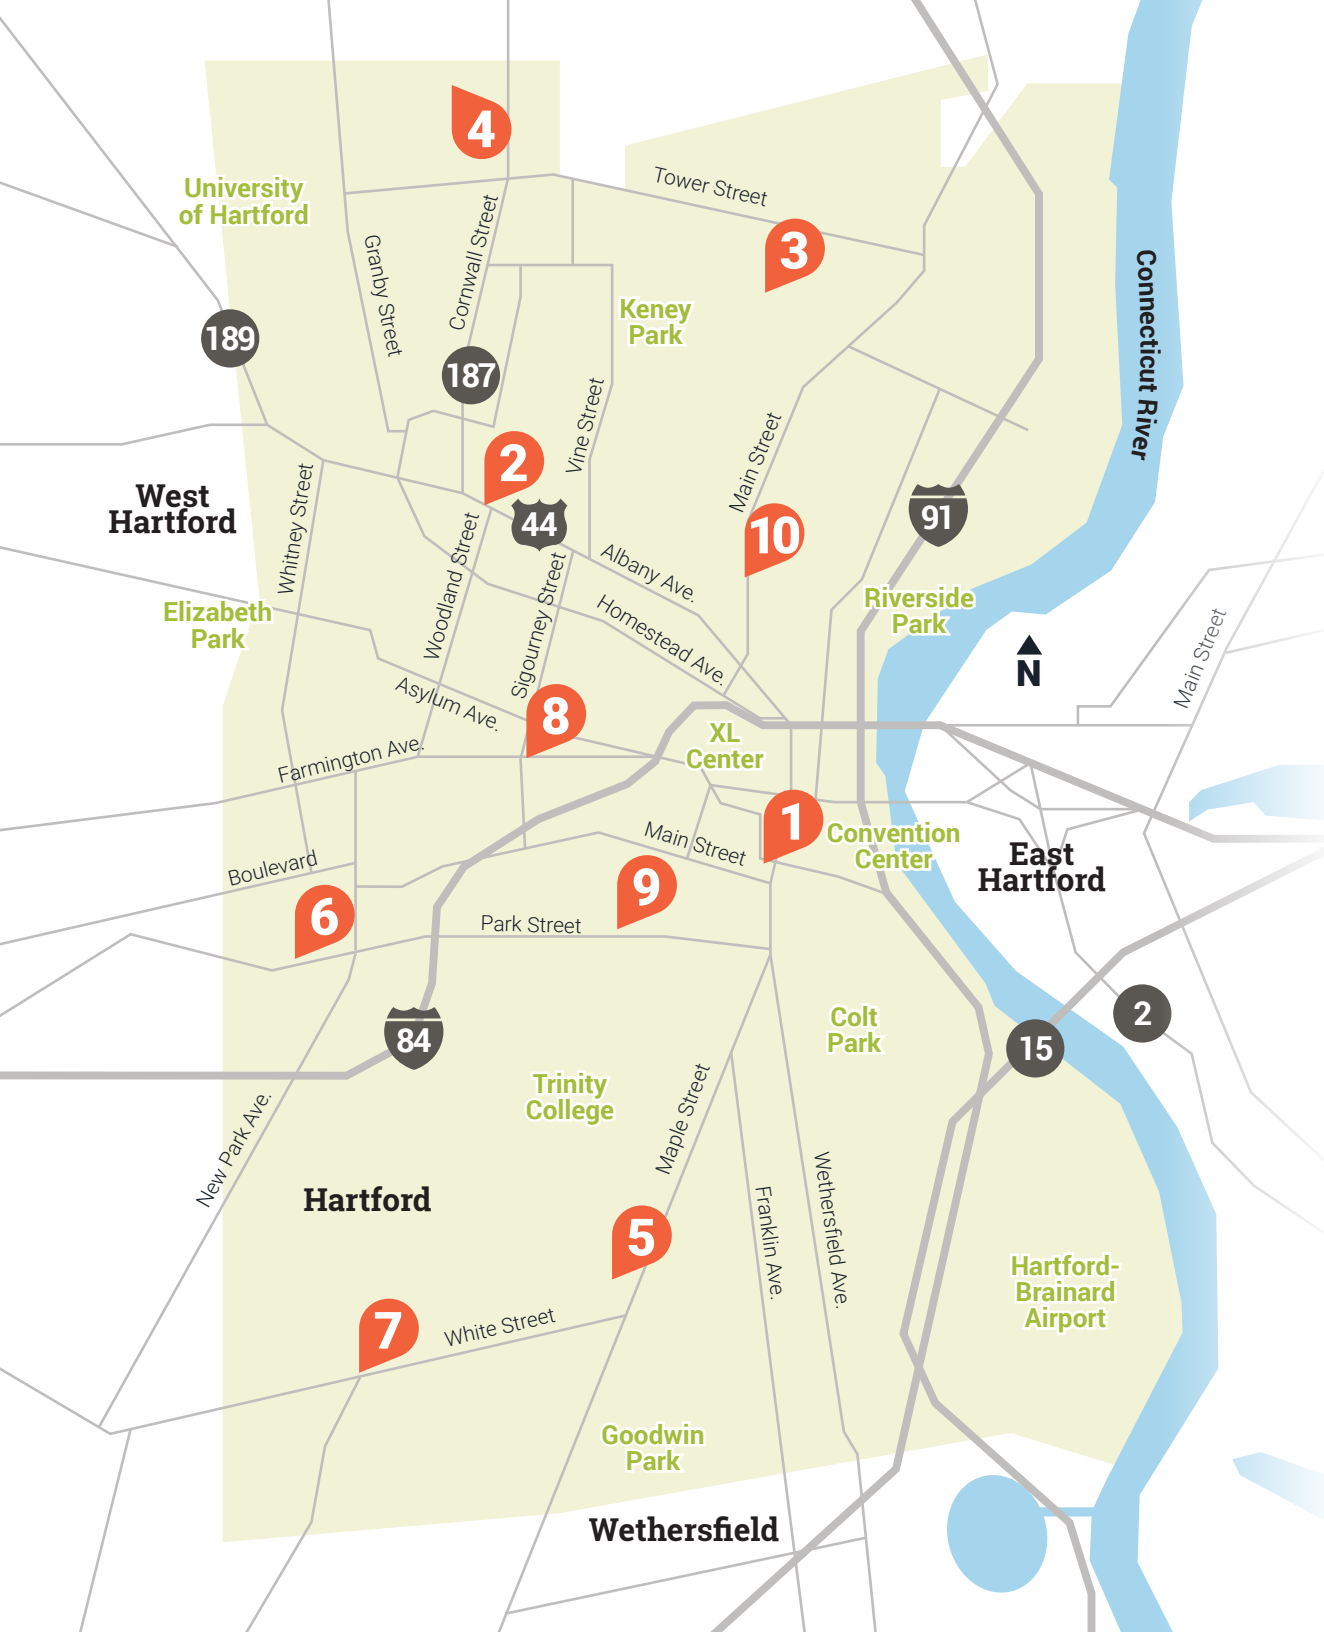 4
Tower Street
University
of Hartford
Granby Street
Cornwall Street
3
Connecticut River
Keney
Park
189
187
Vine Street
Main Street
2
West
Hartford
Whitney Street
44
91
10
Woodland Street
Sigourney Street
Albany Ave.
Homestead Ave.
Riverside
Park
Elizabeth
Park
N
Main Street
Asylum Ave.
8
XL
Center
Farmington Ave.
1
Main Street
Convention
Center
East
Hartford
Boulevard
9
6
Park Street
84
Colt
Park
2
15
Trinity
College
Maple Street
New Park Ave.
Hartford
Franklin Ave.
Wethersfield Ave.
5
Hartford-
Brainard
Airport
7
White Street
Goodwin
Park
Wethersfield